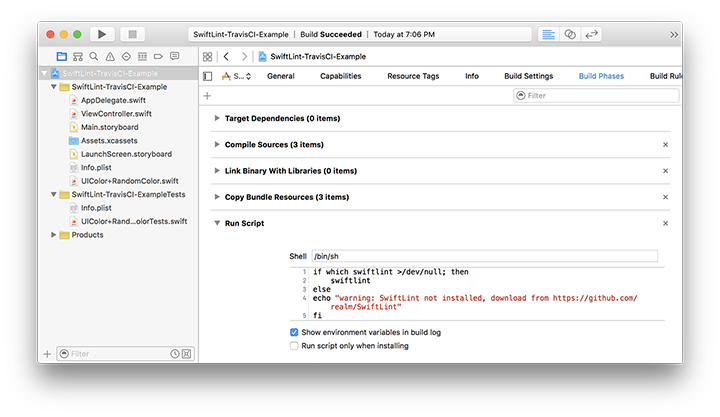 SwiftLint-TravisCI-Example | Build Succeeded | Today at 7:06 PM
SwiftLint-TravisCI-Example
SwiftLint-TravisCI-Example
S...
General
Capabilities
Resource Tags
Info
Build Settings
Build Phases
Build Rule
Filter
SwiftLint-TravisCI-Example
AppDelegate.swift
ViewController.swift
Main.storyboard
Assets.xcassets
LaunchScreen.storyboard
Info.plist
UIColor+RandomColor.swift
SwiftLint-TravisCI-ExampleTests
Info.plist
UIColor+Rand...olorTests.swift
Products
Filter
Target Dependencies (0 items)
Compile Sources (3 items)
Link Binary With Libraries (0 items)
Copy Bundle Resources (3 items)
Run Script
Shell /bin/sh
1 if which swiftlint >/dev/null; then
2 swiftlint
3 else
4 echo "warning: SwiftLint not installed, download from https://github.com/
realm/SwiftLint"
5 fi
Show environment variables in build log
Run script only when installing